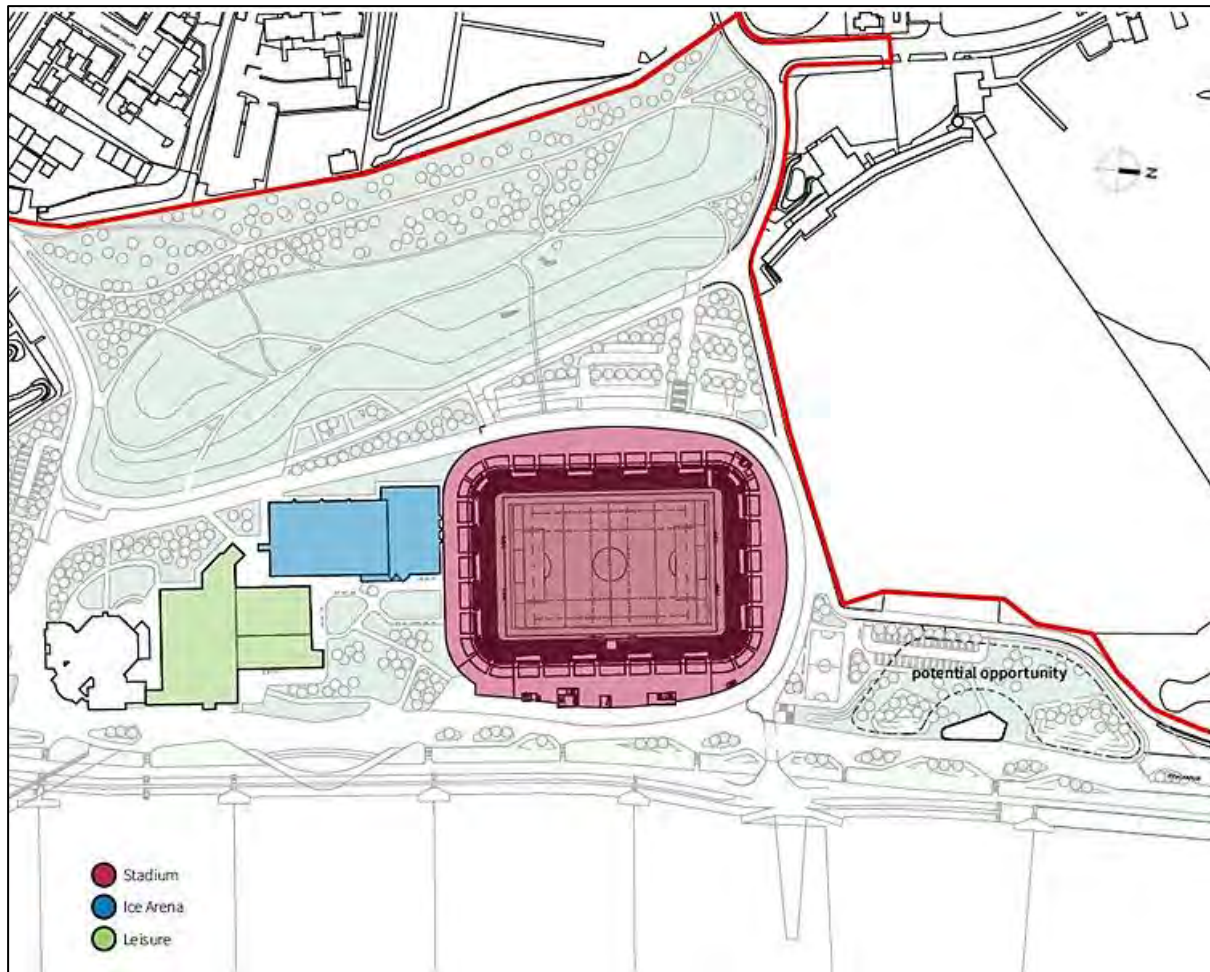 N
potential opportunity
Stadium
Ice Arena
Leisure